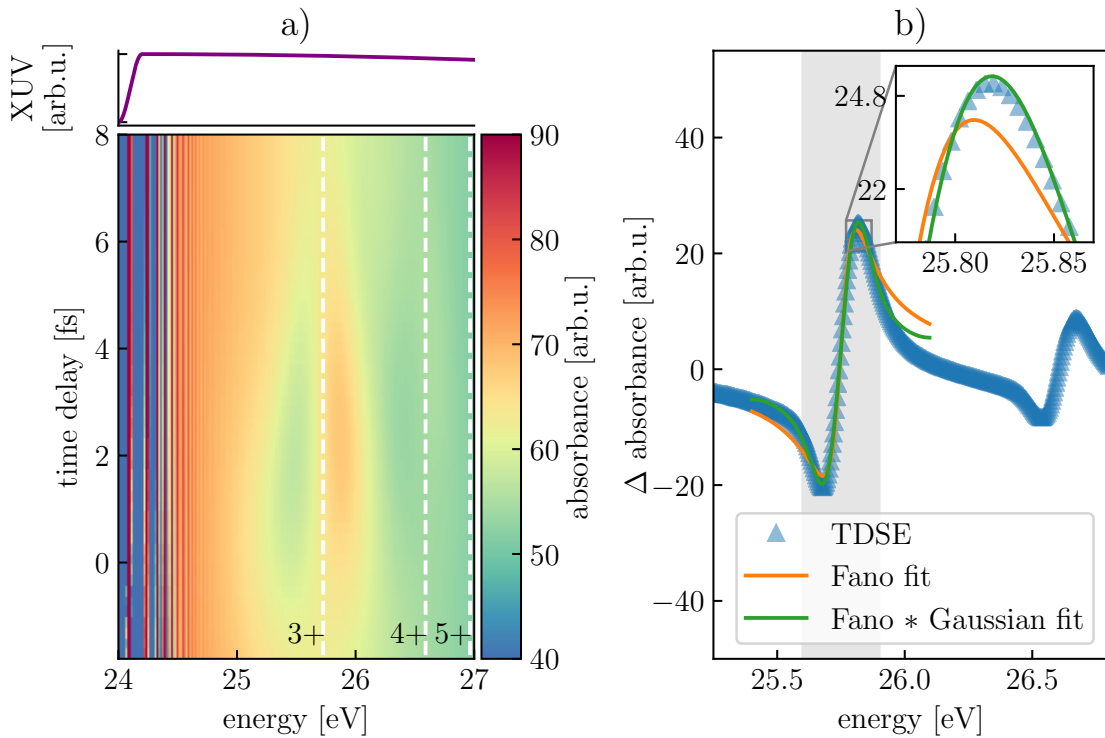 a)
XUV
[arb.u.]
8
6
4
2
0
time delay [fs]
3+
4+
5+
24
25
26
27
energy [eV]
90
80
70
60
50
40
absorbance [arb.u.]
b)
40
20
0
−20
−40
Δ absorbance [arb.u.]
24.8
22
25.80
25.85
TDSE
Fano fit
Fano ∗ Gaussian fit
25.5
26.0
26.5
energy [eV]